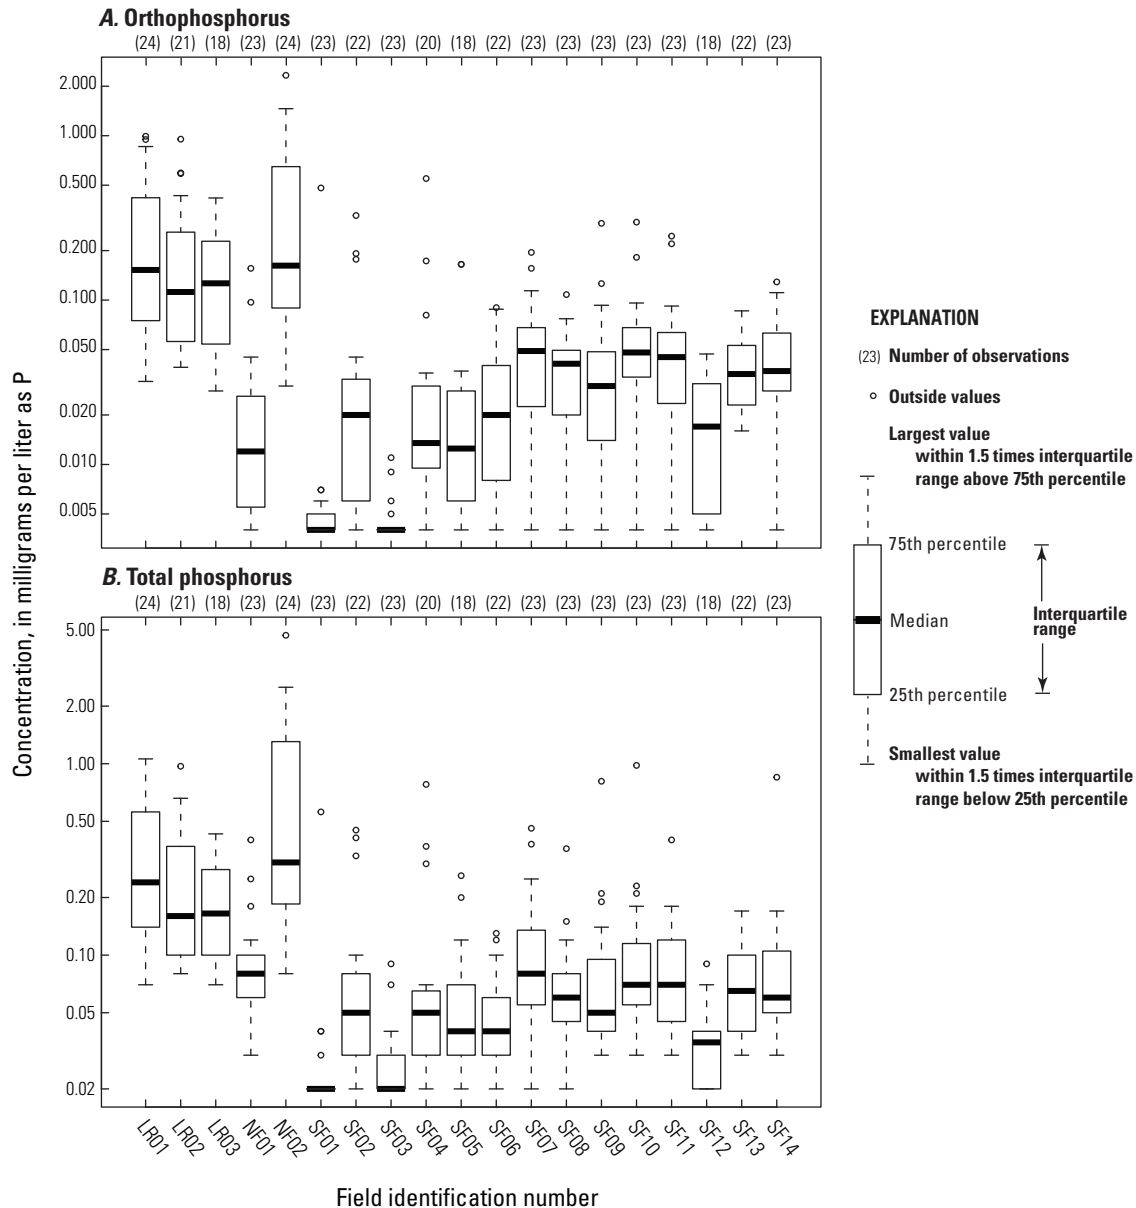 A. Orthophosphorus
(24) (21) (18) (23) (24) (23) (22) (23) (20) (18) (22) (23) (23) (23) (23) (23) (18) (22) (23)
2.000
1.000
0.500
0.200
0.100
0.050
0.020
0.010
0.005
B. Total phosphorus
(24) (21) (18) (23) (24) (23) (22) (23) (20) (18) (22) (23) (23) (23) (23) (23) (18) (22) (23)
5.00
2.00
1.00
0.50
0.20
0.10
0.05
0.02
Concentration, in milligrams per liter as P
LR01 LR02 LR03 NF01 NF02 SF01 SF02 SF03 SF04 SF05 SF06 SF07 SF08 SF09 SF10 SF11 SF12 SF13 SF14
Field identification number
EXPLANATION
(23) Number of observations
Outside values
Largest value
within 1.5 times interquartile
range above 75th percentile
75th percentile
Median
Interquartile
range
25th percentile
Smallest value
within 1.5 times interquartile
range below 25th percentile